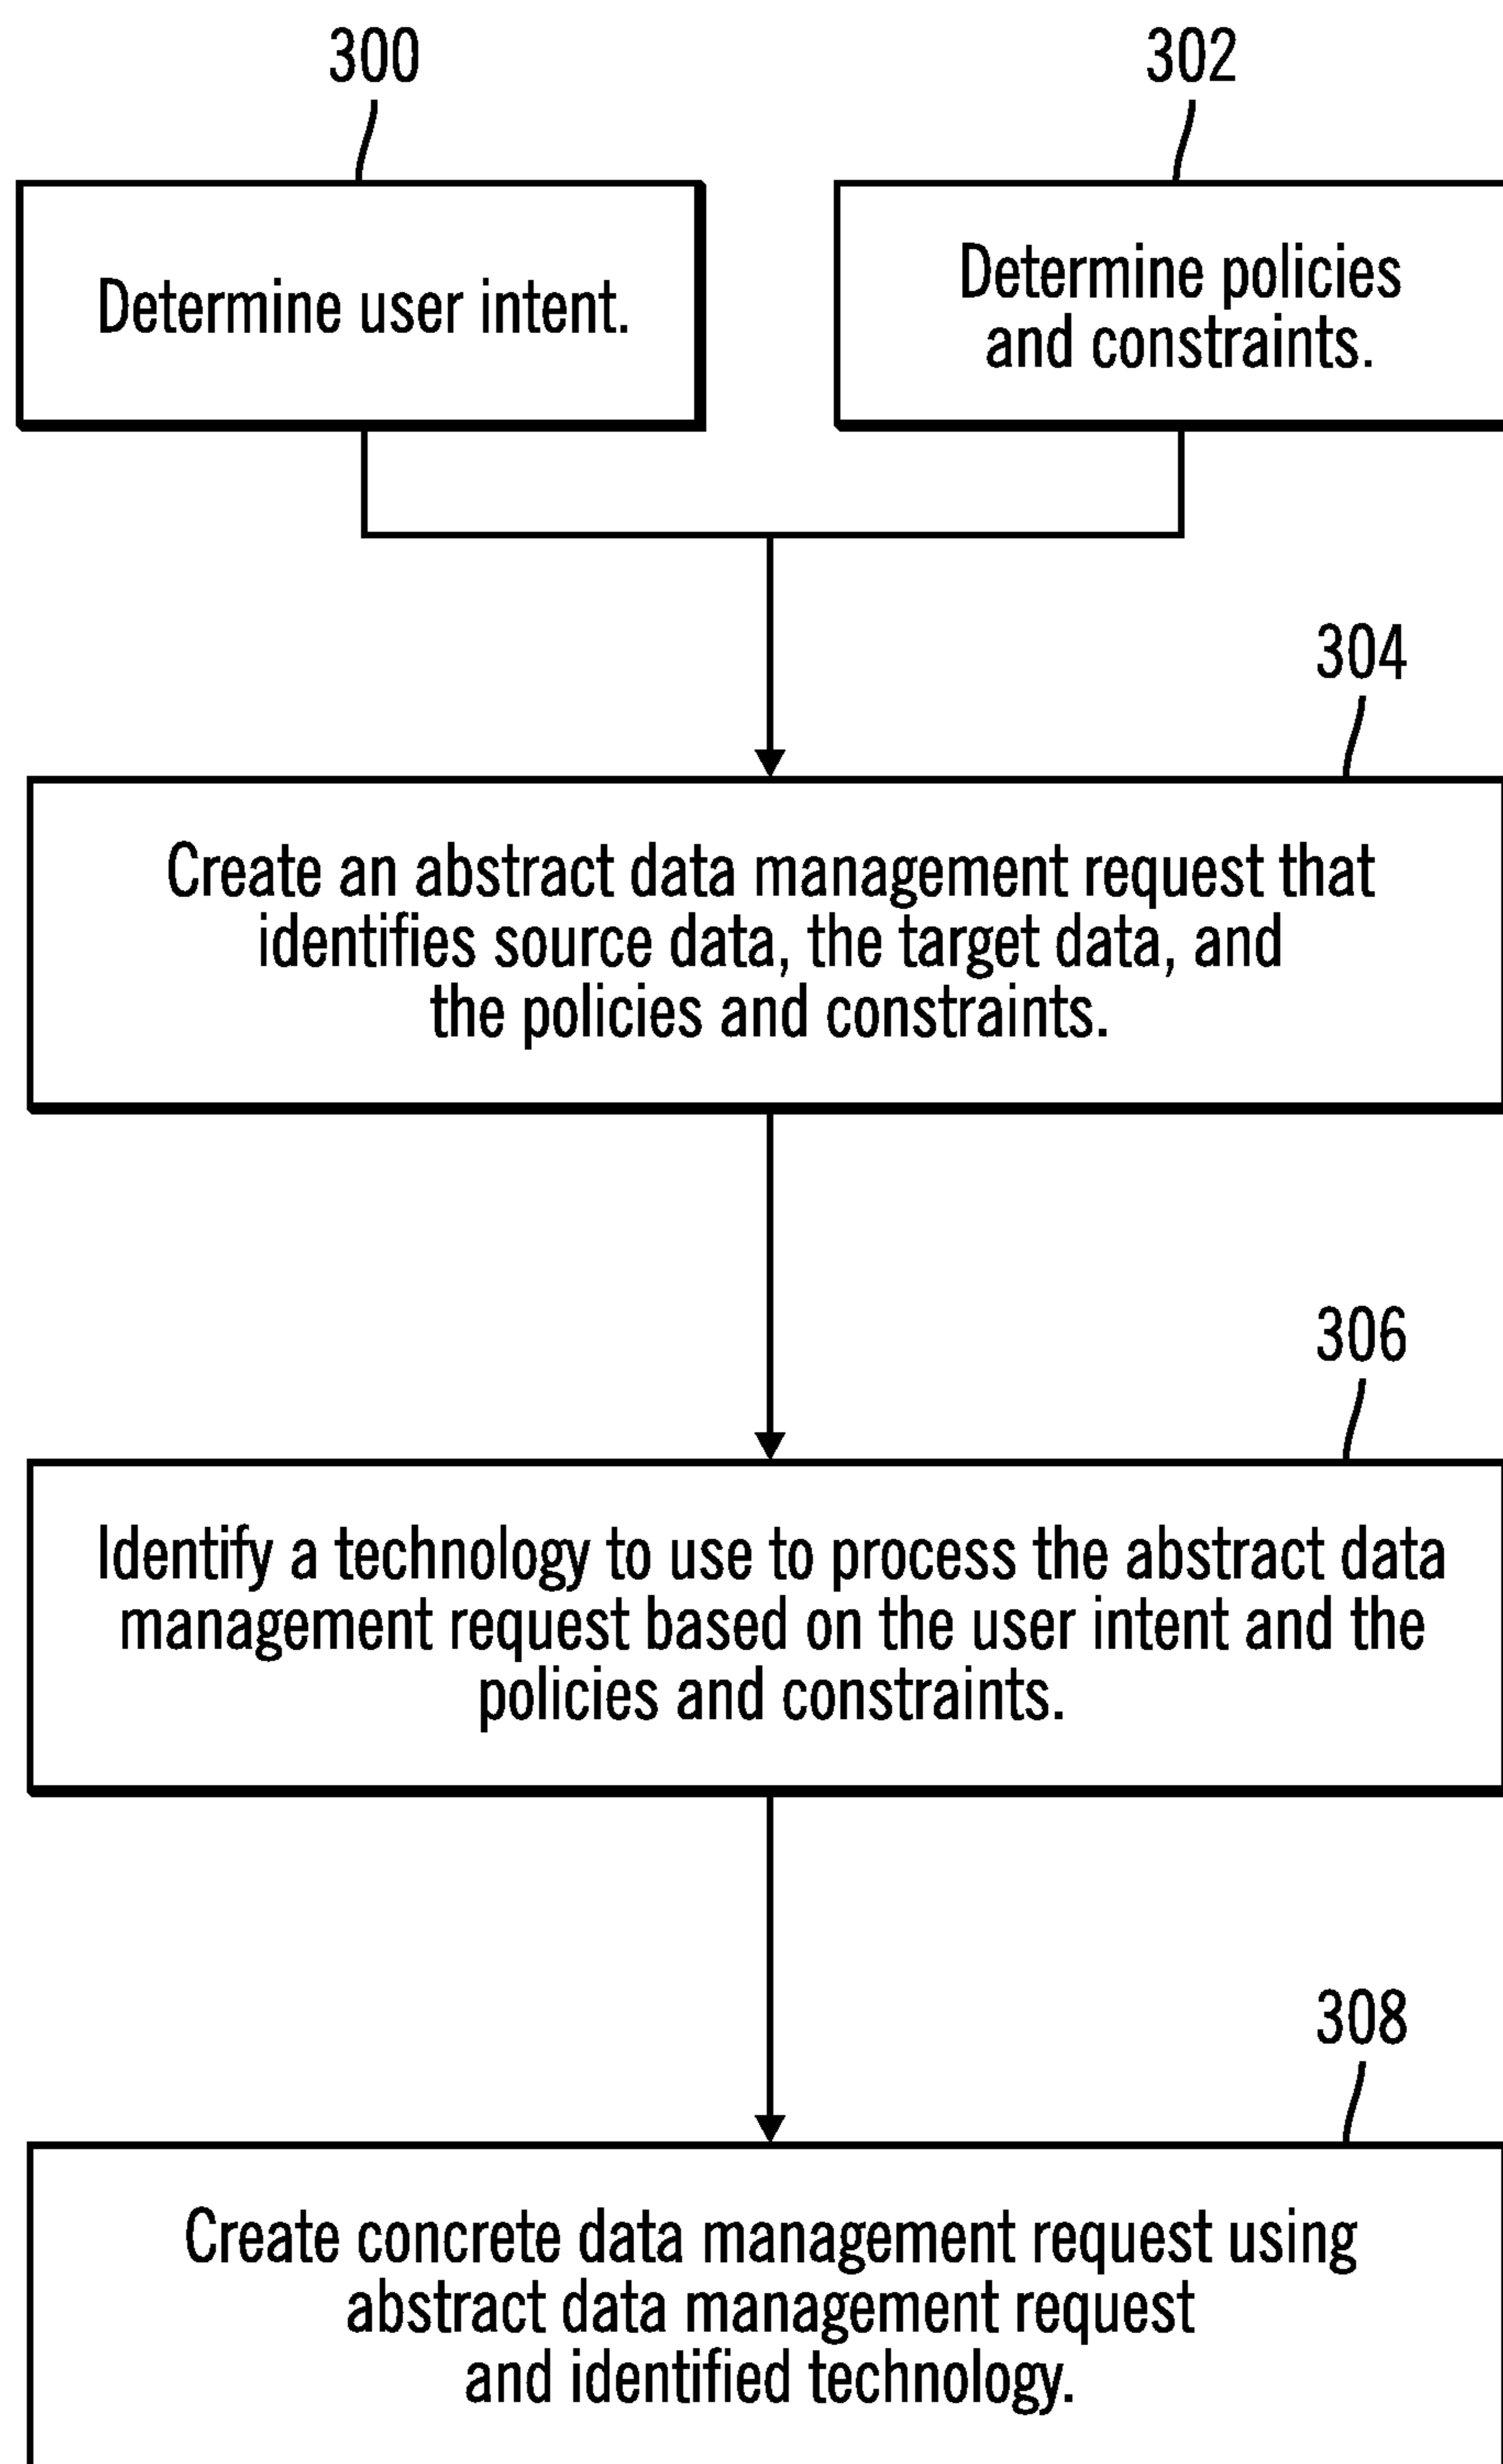 300
302
Determine user intent.
Determine policies
and constraints.
304
Create an abstract data management request that
identifies source data, the target data, and
the policies and constraints.
306
Identify a technology to use to process the abstract data
management request based on the user intent and the
policies and constraints.
308
Create concrete data management request using
abstract data management request
and identified technology.